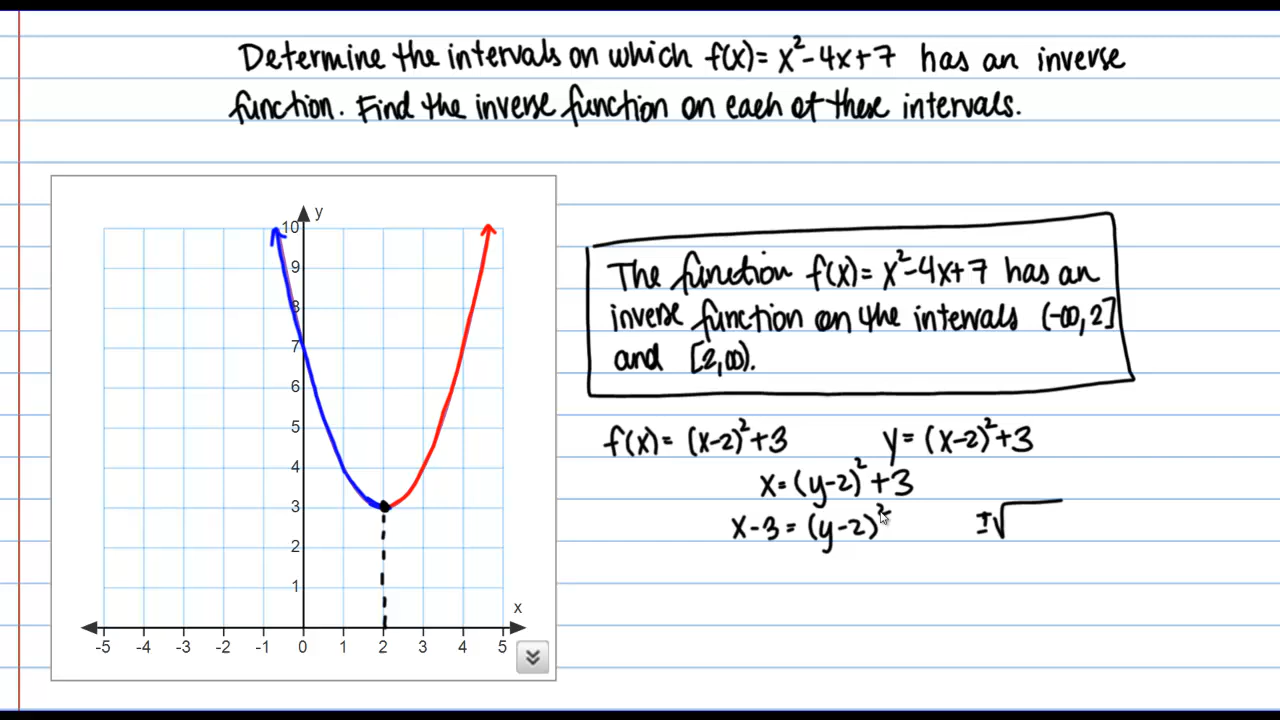 Determine the intervals on which f(x)= x²-4x+7 has an inverse
function. Find the inverse function on each of these intervals.
y
10
9
8
7
6
5
4
3
2
1
x
-5 -4 -3 -2 -1 0 1 2 3 4 5
The function f(x)= x²-4x+7 has an
inverse function on the intervals (-∞,2]
and [2,∞).
f(x)= (x-2)²+3 y= (x-2)²+3
x=(y-2)²+3
x-3=(y-2)² ±√